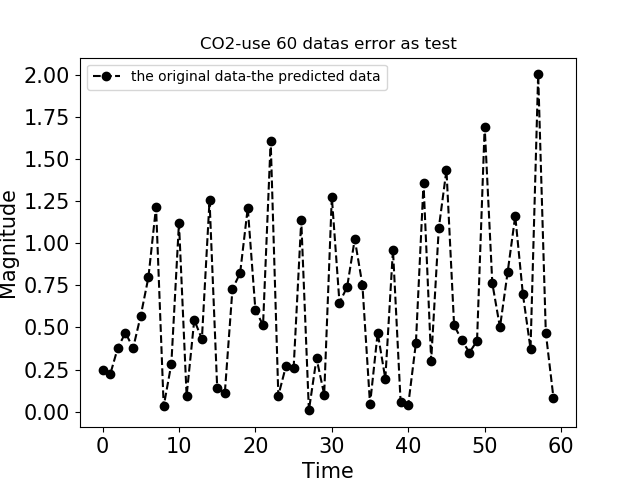 CO2-use 60 datas error as test
the original data-the predicted data
2.00
1.75
1.50
1.25
1.00
0.75
0.50
0.25
0.00
Magnitude
0 10 20 30 40 50 60
Time